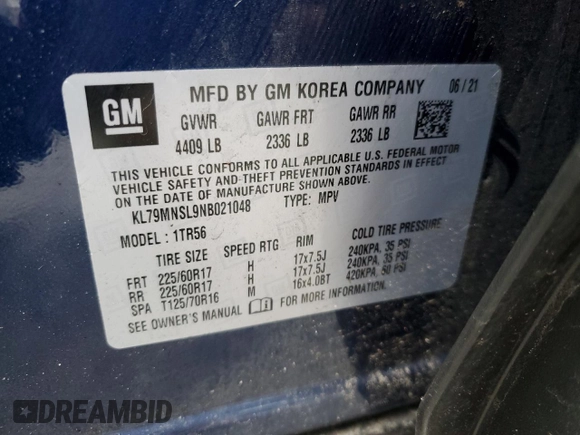 GM
MFD BY GM KOREA COMPANY 06/21
GVWR GAWR FRT GAWR RR
4409 LB 2336 LB 2336 LB
THIS VEHICLE CONFORMS TO ALL APPLICABLE U.S. FEDERAL MOTOR
VEHICLE SAFETY AND THEFT PREVENTION STANDARDS IN EFFECT
ON THE DATE OF MANUFACTURE SHOWN ABOVE.
KL79MNSL9NB021048 TYPE: MPV
MODEL: 1TR56
TIRE SIZE SPEED RTG RIM COLD TIRE PRESSURE
FRT 225/60R17 H 17x7.5J 240KPA, 35 PSI
RR 225/60R17 H 17x7.5J 240KPA, 35 PSI
SPA T125/70R16 M 16x4.0BT 420KPA, 60 PSI
SEE OWNER'S MANUAL FOR MORE INFORMATION.
DREAMBID